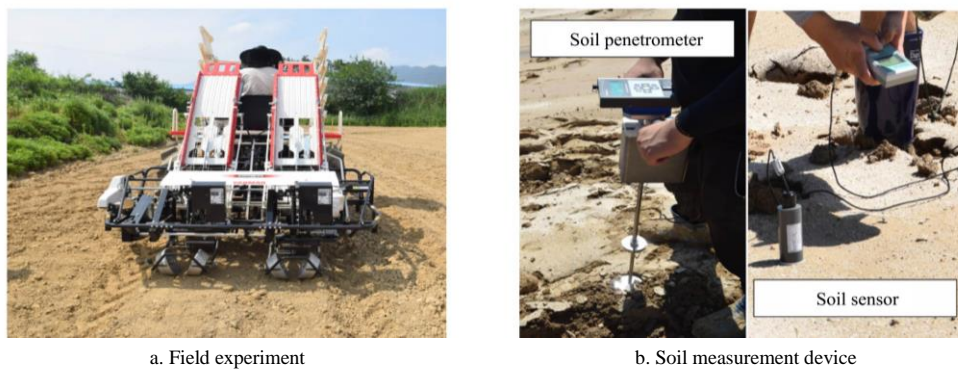 Soil penetrometer
Soil sensor
a. Field experiment
b. Soil measurement device